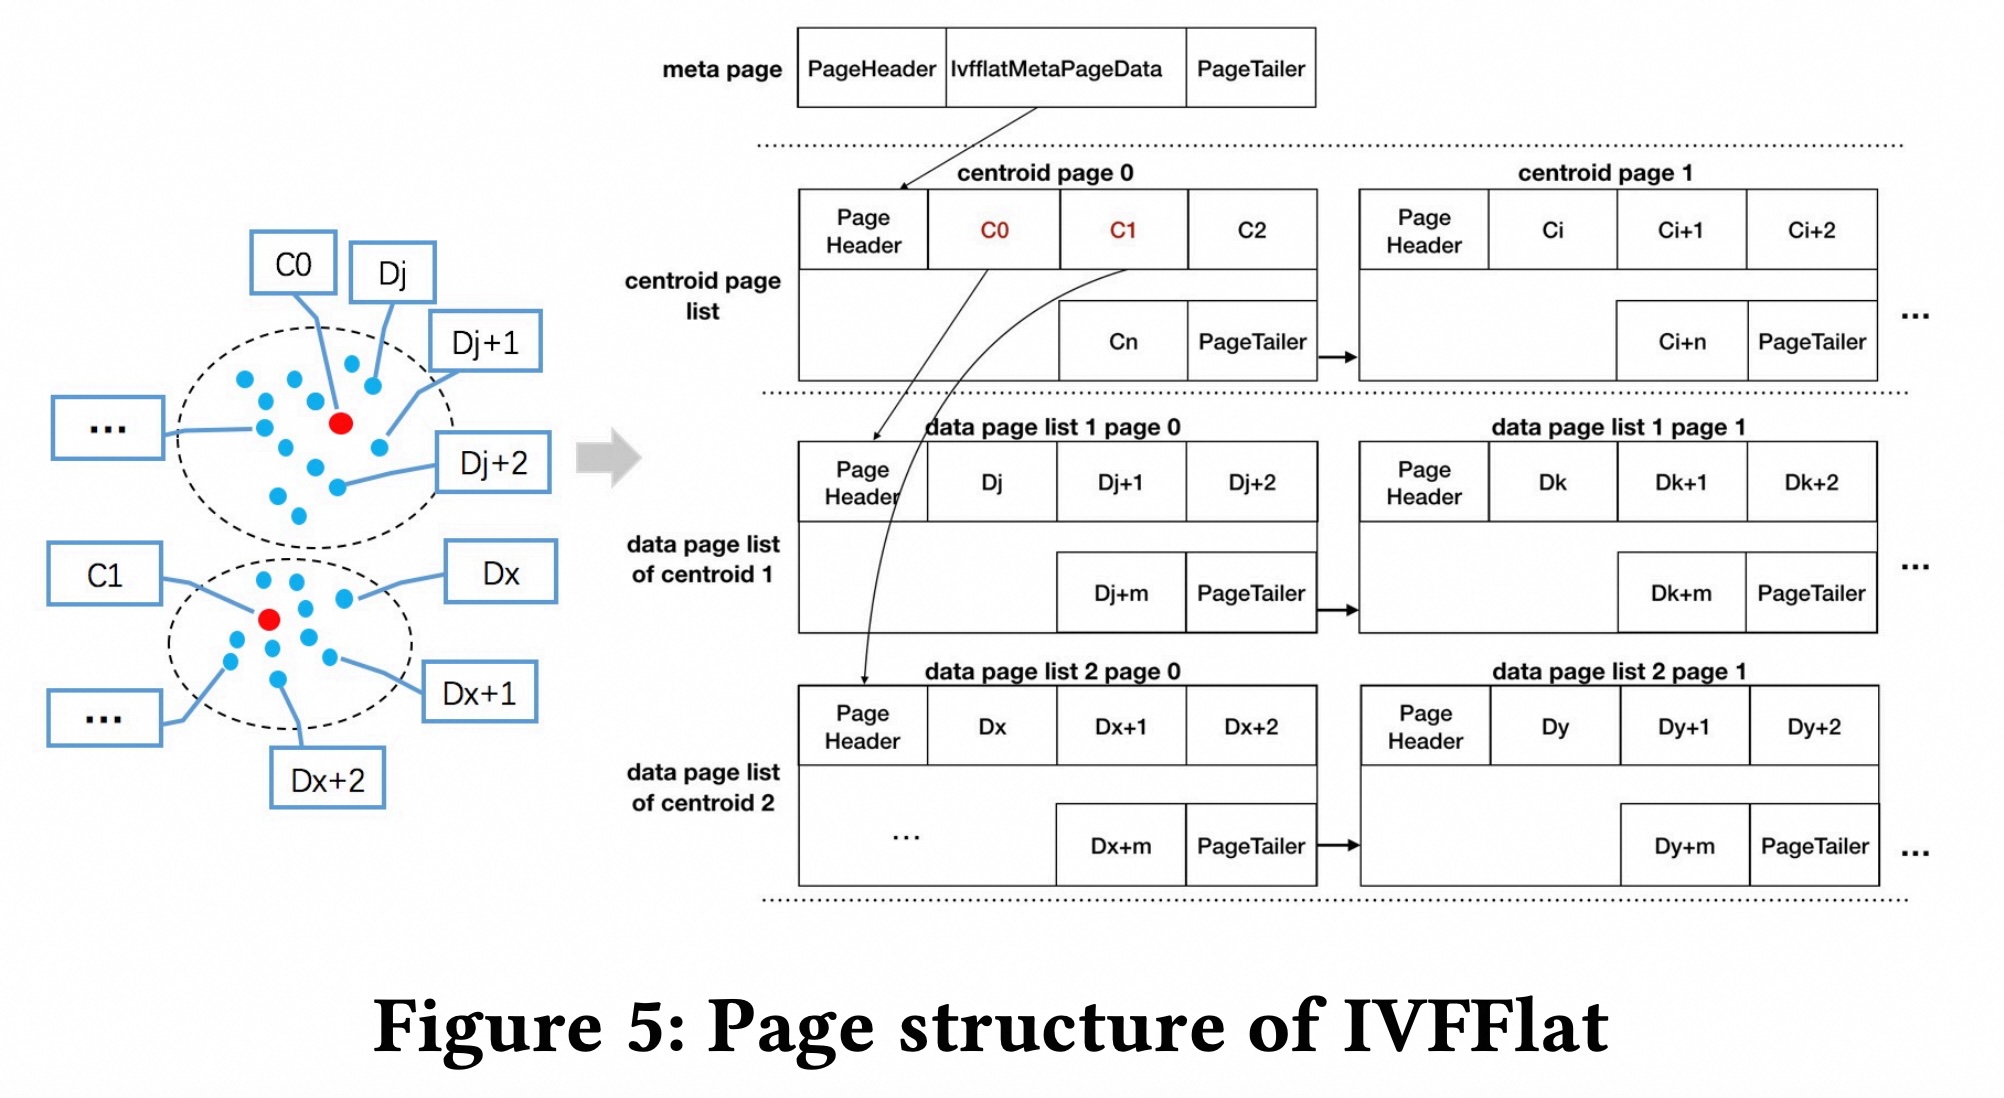 C0
Dj
Dj+1
...
Dj+2
C1
Dx
Dx+1
...
Dx+2
meta page
PageHeader IvfflatMetaPageData PageTailer
centroid page 0
centroid page 1
centroid page
list
Page
Header
C0
C1
C2
Cn
PageTailer
Page
Header
Ci
Ci+1
Ci+2
Ci+n
PageTailer
...
data page list 1 page 0
data page list 1 page 1
data page list
of centroid 1
Page
Header
Dj
Dj+1
Dj+2
Dj+m
PageTailer
Page
Header
Dk
Dk+1
Dk+2
Dk+m
PageTailer
...
data page list 2 page 0
data page list 2 page 1
data page list
of centroid 2
Page
Header
Dx
Dx+1
Dx+2
...
Dx+m
PageTailer
Page
Header
Dy
Dy+1
Dy+2
Dy+m
PageTailer
...
Figure 5: Page structure of IVFFlat